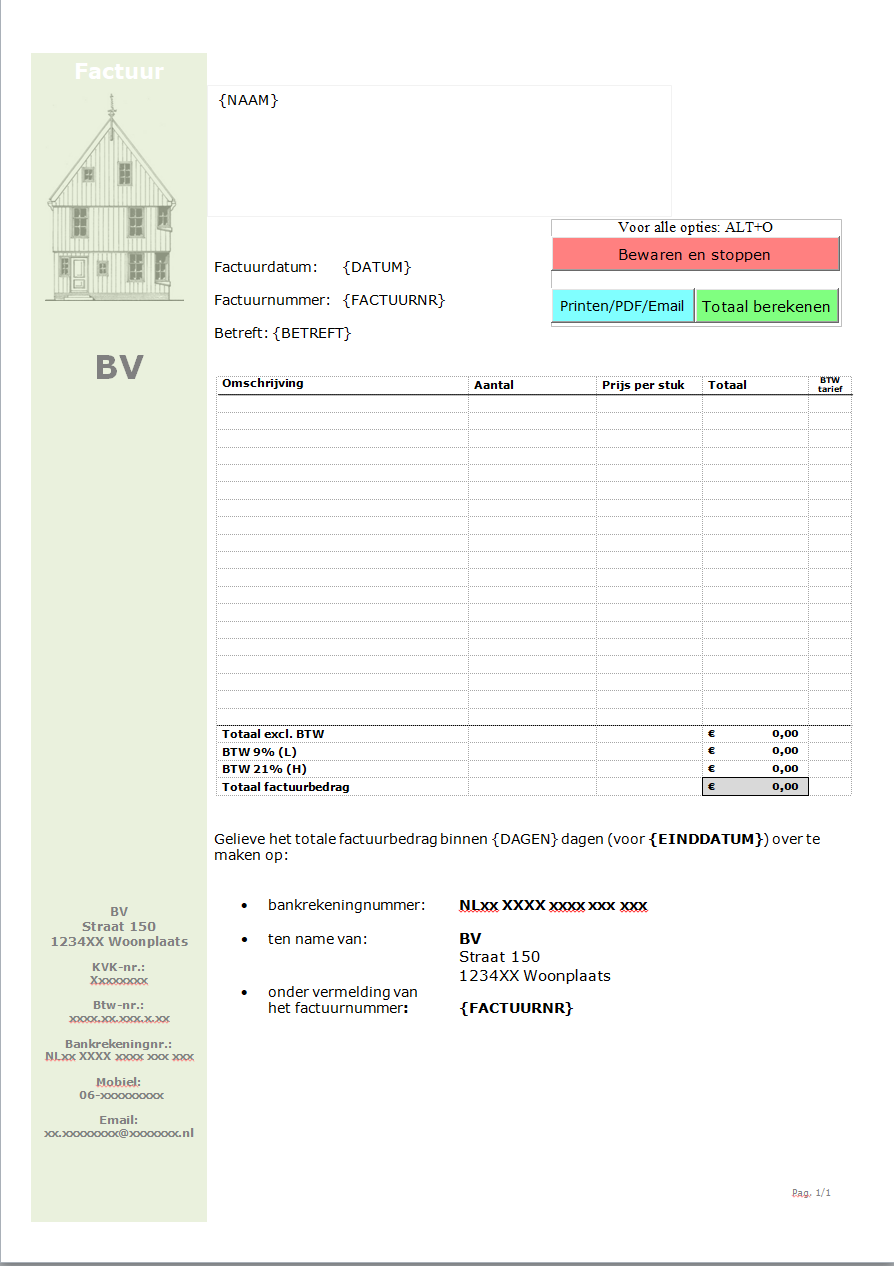 Factuur
{NAAM}
Voor alle opties: ALT+O
Bewaren en stoppen
Printen/PDF/Email Totaal berekenen
Factuurdatum: {DATUM}
Factuurnummer: {FACTUURNR}
Betreft: {BETREFT}
BV
Omschrijving Aantal Prijs per stuk Totaal BTW
tarief
Totaal excl. BTW € 0,00
BTW 9% (L) € 0,00
BTW 21% (H) € 0,00
Totaal factuurbedrag € 0,00
Gelieve het totale factuurbedrag binnen {DAGEN} dagen (voor {EINDDATUM}) over te
maken op:
• bankrekeningnummer: NLxx XXXX xxxx xxx xxx
• ten name van: BV
Straat 150
1234XX Woonplaats
• onder vermelding van
het factuurnummer: {FACTUURNR}
BV
Straat 150
1234XX Woonplaats
KVK-nr.:
Xxxxxxxx
Btw-nr.:
xxxx.xx.xxx.x.xx
Bankrekeningnr.:
NLxx XXXX xxxx xxx xxx
Mobiel:
06-xxxxxxxxx
Email:
xx.xxxxxxxx@xxxxxxx.nl
Pag. 1/1